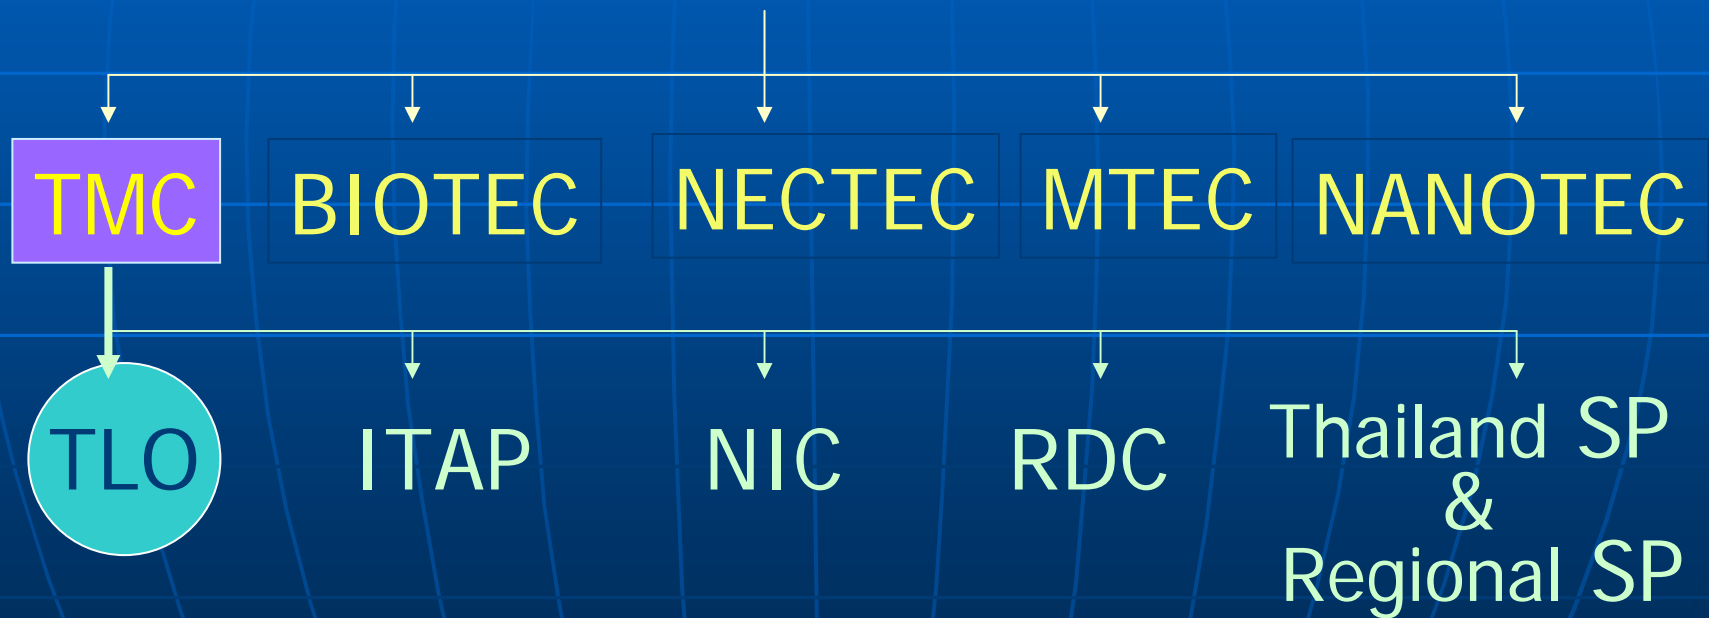 TMC BIOTEC NECTEC MTEC NANOTEC
TLO ITAP NIC RDC Thailand SP
&
Regional SP